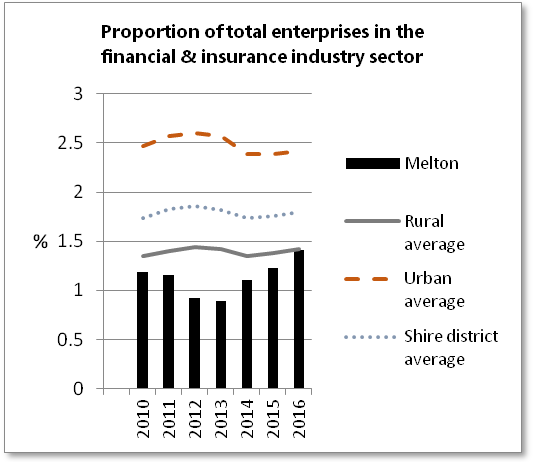 Proportion of total enterprises in the
financial & insurance industry sector
3
2.5
2
1.5
1
0.5
0
%
2010
2011
2012
2013
2014
2015
2016
Melton
Rural
average
Urban
average
Shire district
average